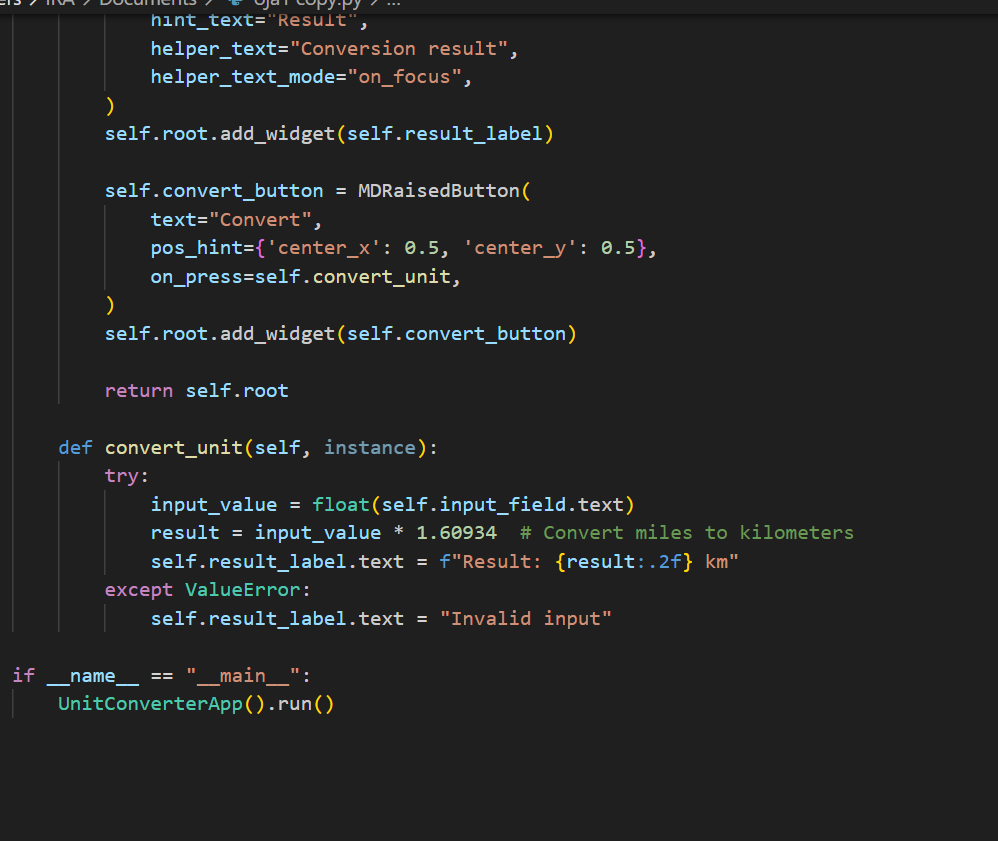 ers > IRA > Documents > oja1 copy.py > ...
hint_text="Result",
helper_text="Conversion result",
helper_text_mode="on_focus",
)
self.root.add_widget(self.result_label)
self.convert_button = MDRaisedButton(
text="Convert",
pos_hint={'center_x': 0.5, 'center_y': 0.5},
on_press=self.convert_unit,
)
self.root.add_widget(self.convert_button)
return self.root
def convert_unit(self, instance):
try:
input_value = float(self.input_field.text)
result = input_value * 1.60934  # Convert miles to kilometers
self.result_label.text = f"Result: {result:.2f} km"
except ValueError:
self.result_label.text = "Invalid input"
if __name__ == "__main__":
UnitConverterApp().run()